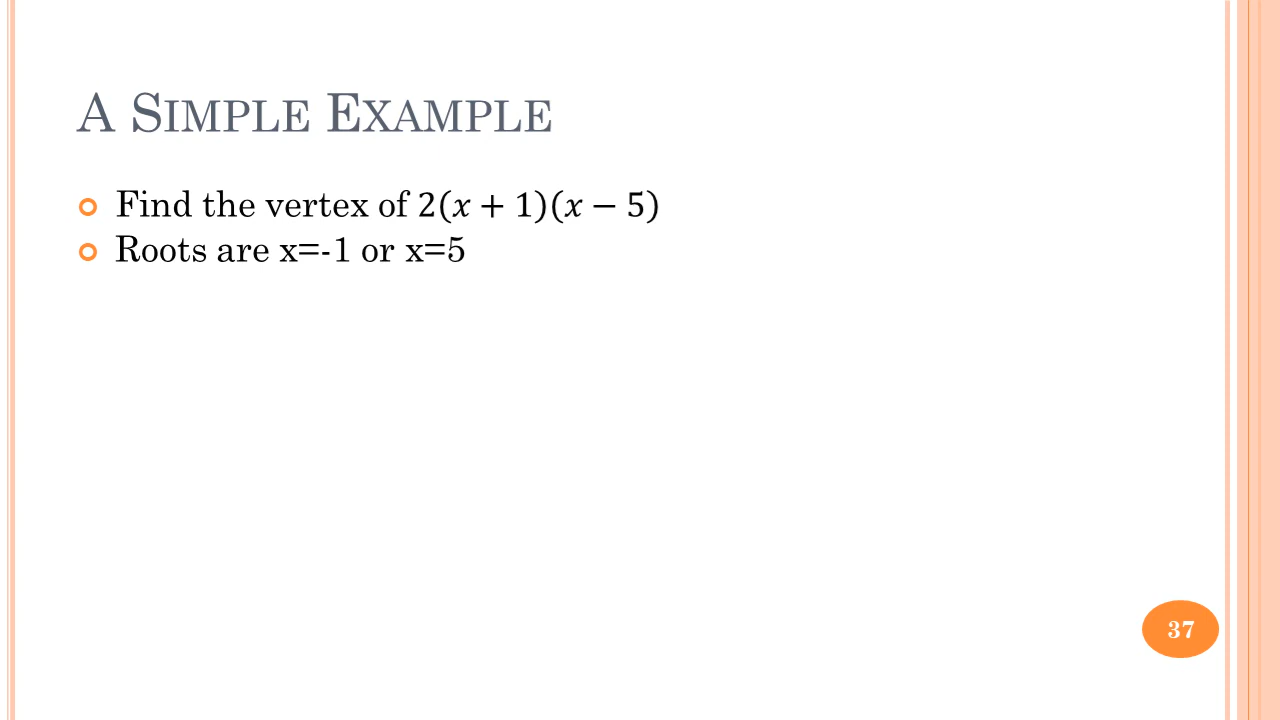 A Simple Example
Find the vertex of 2(x + 1)(x − 5)
Roots are x=-1 or x=5
37